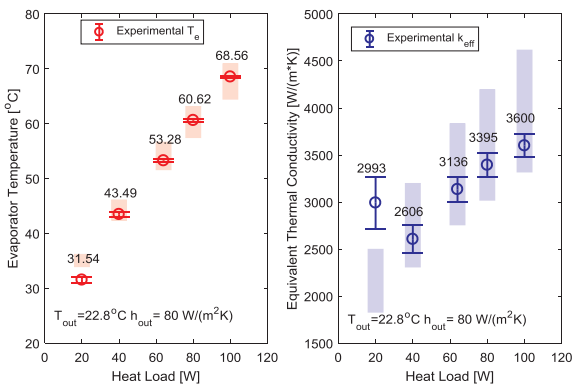 80
70
60
50
40
30
20
0 20 40 60 80 100 120
Heat Load [W]
Evaporator Temperature [°C]
Experimental Te
68.56
60.62
53.28
43.49
31.54
Tout=22.8°C hout= 80 W/(m²K)
5000
4500
4000
3500
3000
2500
2000
1500
0 20 40 60 80 100 120
Heat Load [W]
Equivalent Thermal Conductivity [W/(m*K)]
Experimental keff
3600
3395
3136
2993
2606
Tout=22.8°C hout= 80 W/(m²K)